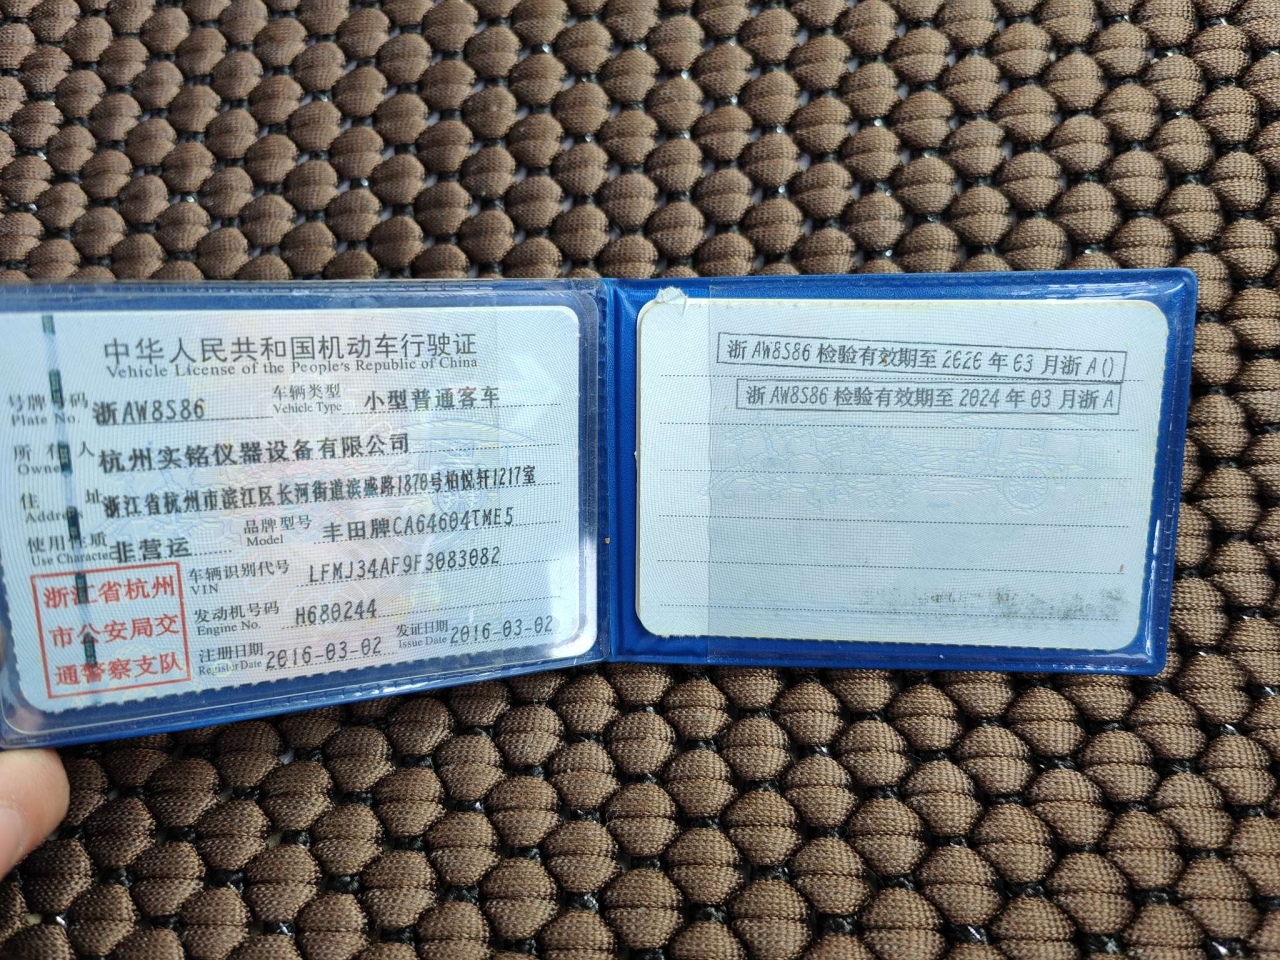 中华人民共和国机动车行驶证
Vehicle License of the People's Republic of China
号牌号码 浙AW8S86 车辆类型 小型普通客车
Plate No. Vehicle Type
所有人 杭州实铭仪器设备有限公司
Owner
住址 浙江省杭州市滨江区长河街道滨盛路1870号柏悦轩1217室
Address
使用性质 非营运 品牌型号 丰田牌CA64604TME5
Use Character Model
浙江省杭州
市公安局交
通警察支队
车辆识别代号 LFMJ34AF9F3083082
VIN
发动机号码 H680244
Engine No.
注册日期 2016-03-02 发证日期 2016-03-02
Register Date Issue Date
浙AW8S86检验有效期至2626年03月浙A()
浙AW8S86检验有效期至2024年03月浙A